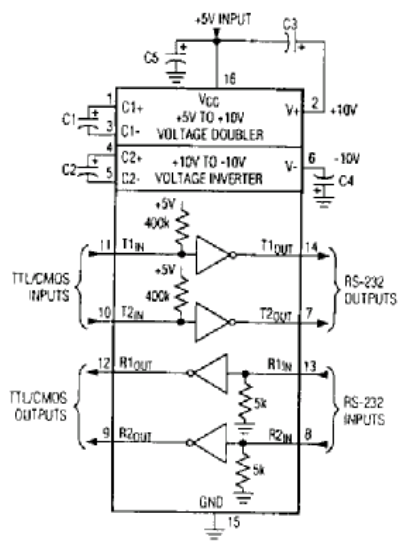 +5V INPUT
C3
C5
16
1
C1+
VCC
V+
2
+10V
C1
+5V TO +10V
3
C1-
VOLTAGE DOUBLER
4
C2+
+10V TO -10V
V-
6
-10V
C2
5
C2-
VOLTAGE INVERTER
C4
+5V
400k
11
T1IN
T1OUT
14
TTL/CMOS
INPUTS
+5V
400k
RS-232
OUTPUTS
10
T2IN
T2OUT
7
12
R1OUT
R1IN
13
TTL/CMOS
OUTPUTS
5k
RS-232
INPUTS
9
R2OUT
R2IN
8
5k
GND
15